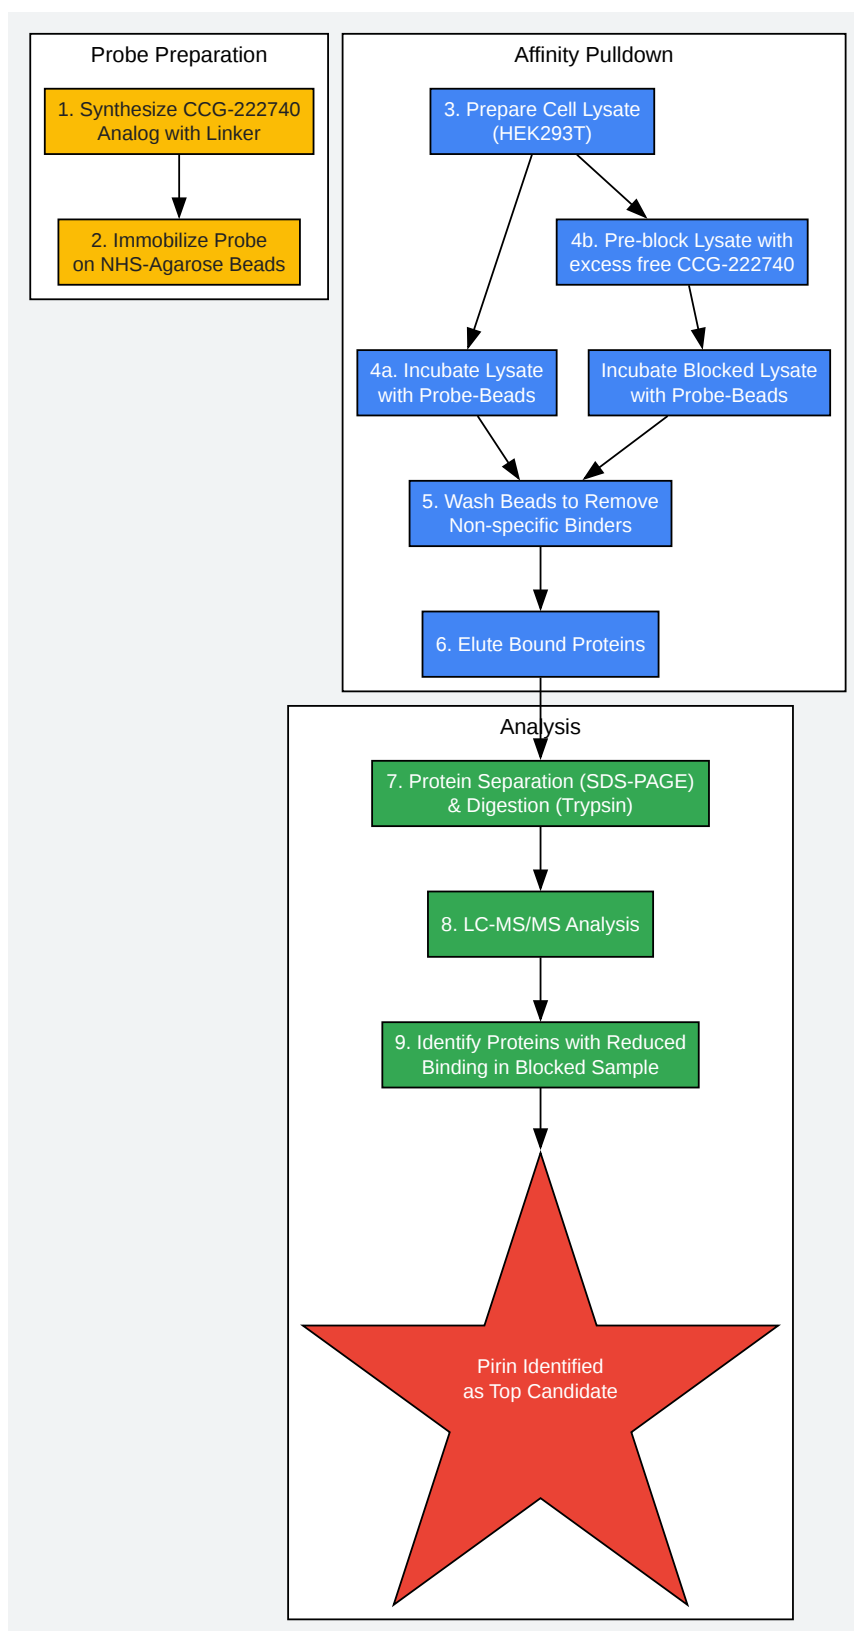 Probe Preparation
1. Synthesize CCG-222740
Analog with Linker
2. Immobilize Probe
on NHS-Agarose Beads
Affinity Pulldown
3. Prepare Cell Lysate
(HEK293T)
4b. Pre-block Lysate with
excess free CCG-222740
4a. Incubate Lysate
with Probe-Beads
Incubate Blocked Lysate
with Probe-Beads
5. Wash Beads to Remove
Non-specific Binders
6. Elute Bound Proteins
Analysis
7. Protein Separation (SDS-PAGE)
& Digestion (Trypsin)
8. LC-MS/MS Analysis
9. Identify Proteins with Reduced
Binding in Blocked Sample
Pirin Identified
as Top Candidate